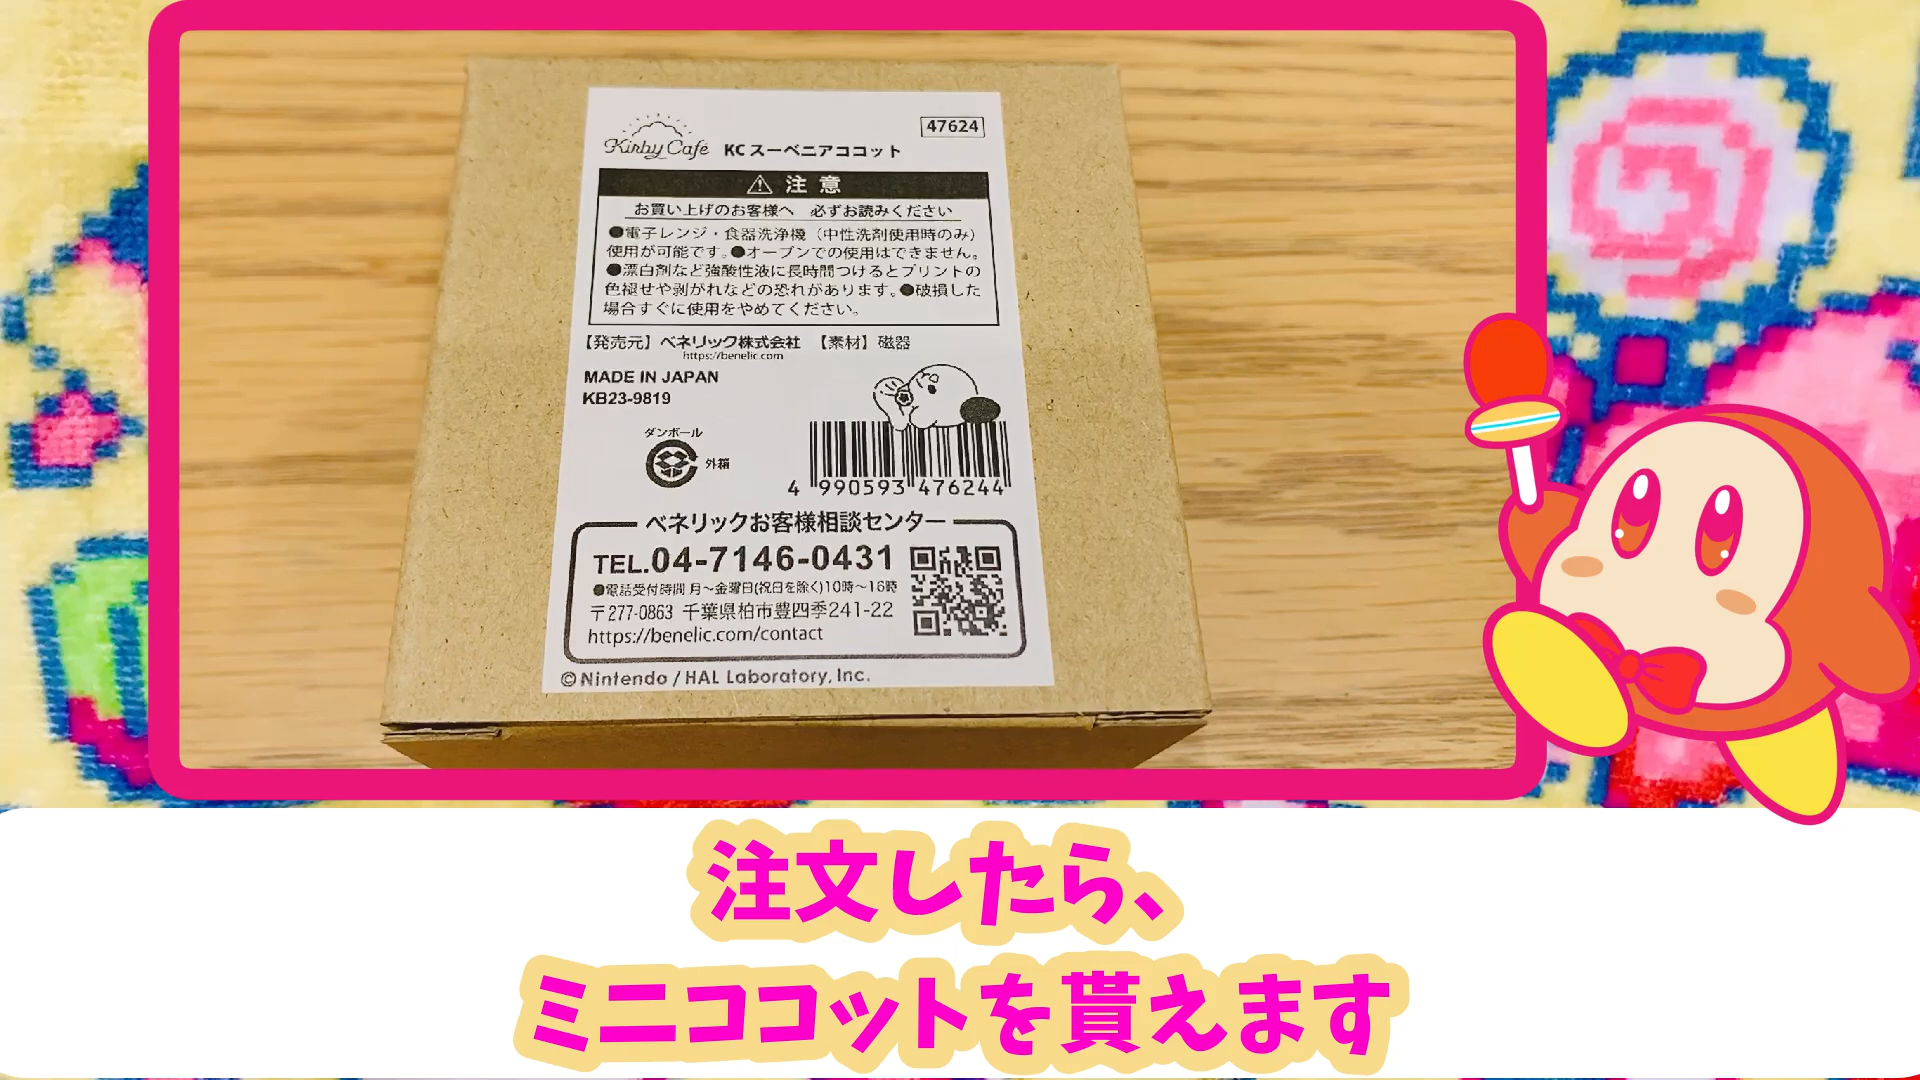 Kirby Café KC スーベニアココット
47624
⚠ 注意
お買い上げのお客様へ 必ずお読みください
●電子レンジ・食器洗浄機(中性洗剤使用時のみ)
使用が可能です。●オーブンでの使用はできません。
●漂白剤など強酸性液に長時間つけるとプリントの
色褪せや剥がれなどの恐れがあります。●破損した
場合すぐに使用をやめてください。
【発売元】ベネリック株式会社 【素材】磁器
https://benelic.com
MADE IN JAPAN
KB23-9819
ダンボール
外箱
4 990593 476244
ベネリックお客様相談センター
TEL.04-7146-0431
●電話受付時間 月〜金曜日(祝日を除く)10時〜16時
〒277-0863 千葉県柏市豊四季241-22
https://benelic.com/contact
©Nintendo / HAL Laboratory, Inc.
注文したら、
ミニココットを貰えます